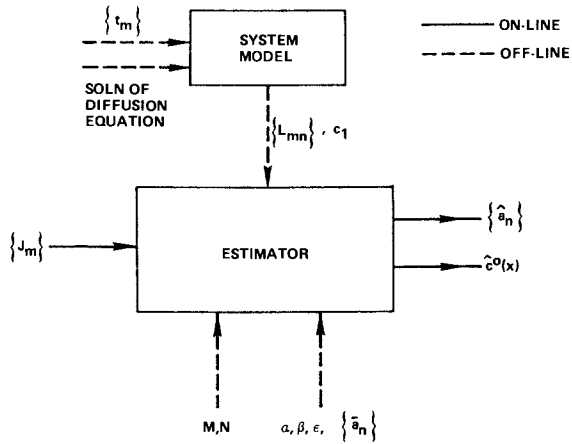 {t_m}
SYSTEM
MODEL
ON-LINE
OFF-LINE
SOLN OF
DIFFUSION
EQUATION
{L_mn} , c_1
{J_m}
ESTIMATOR
{â_n}
ĉ^o(x)
M,N
α, β, ϵ, {ā_n}